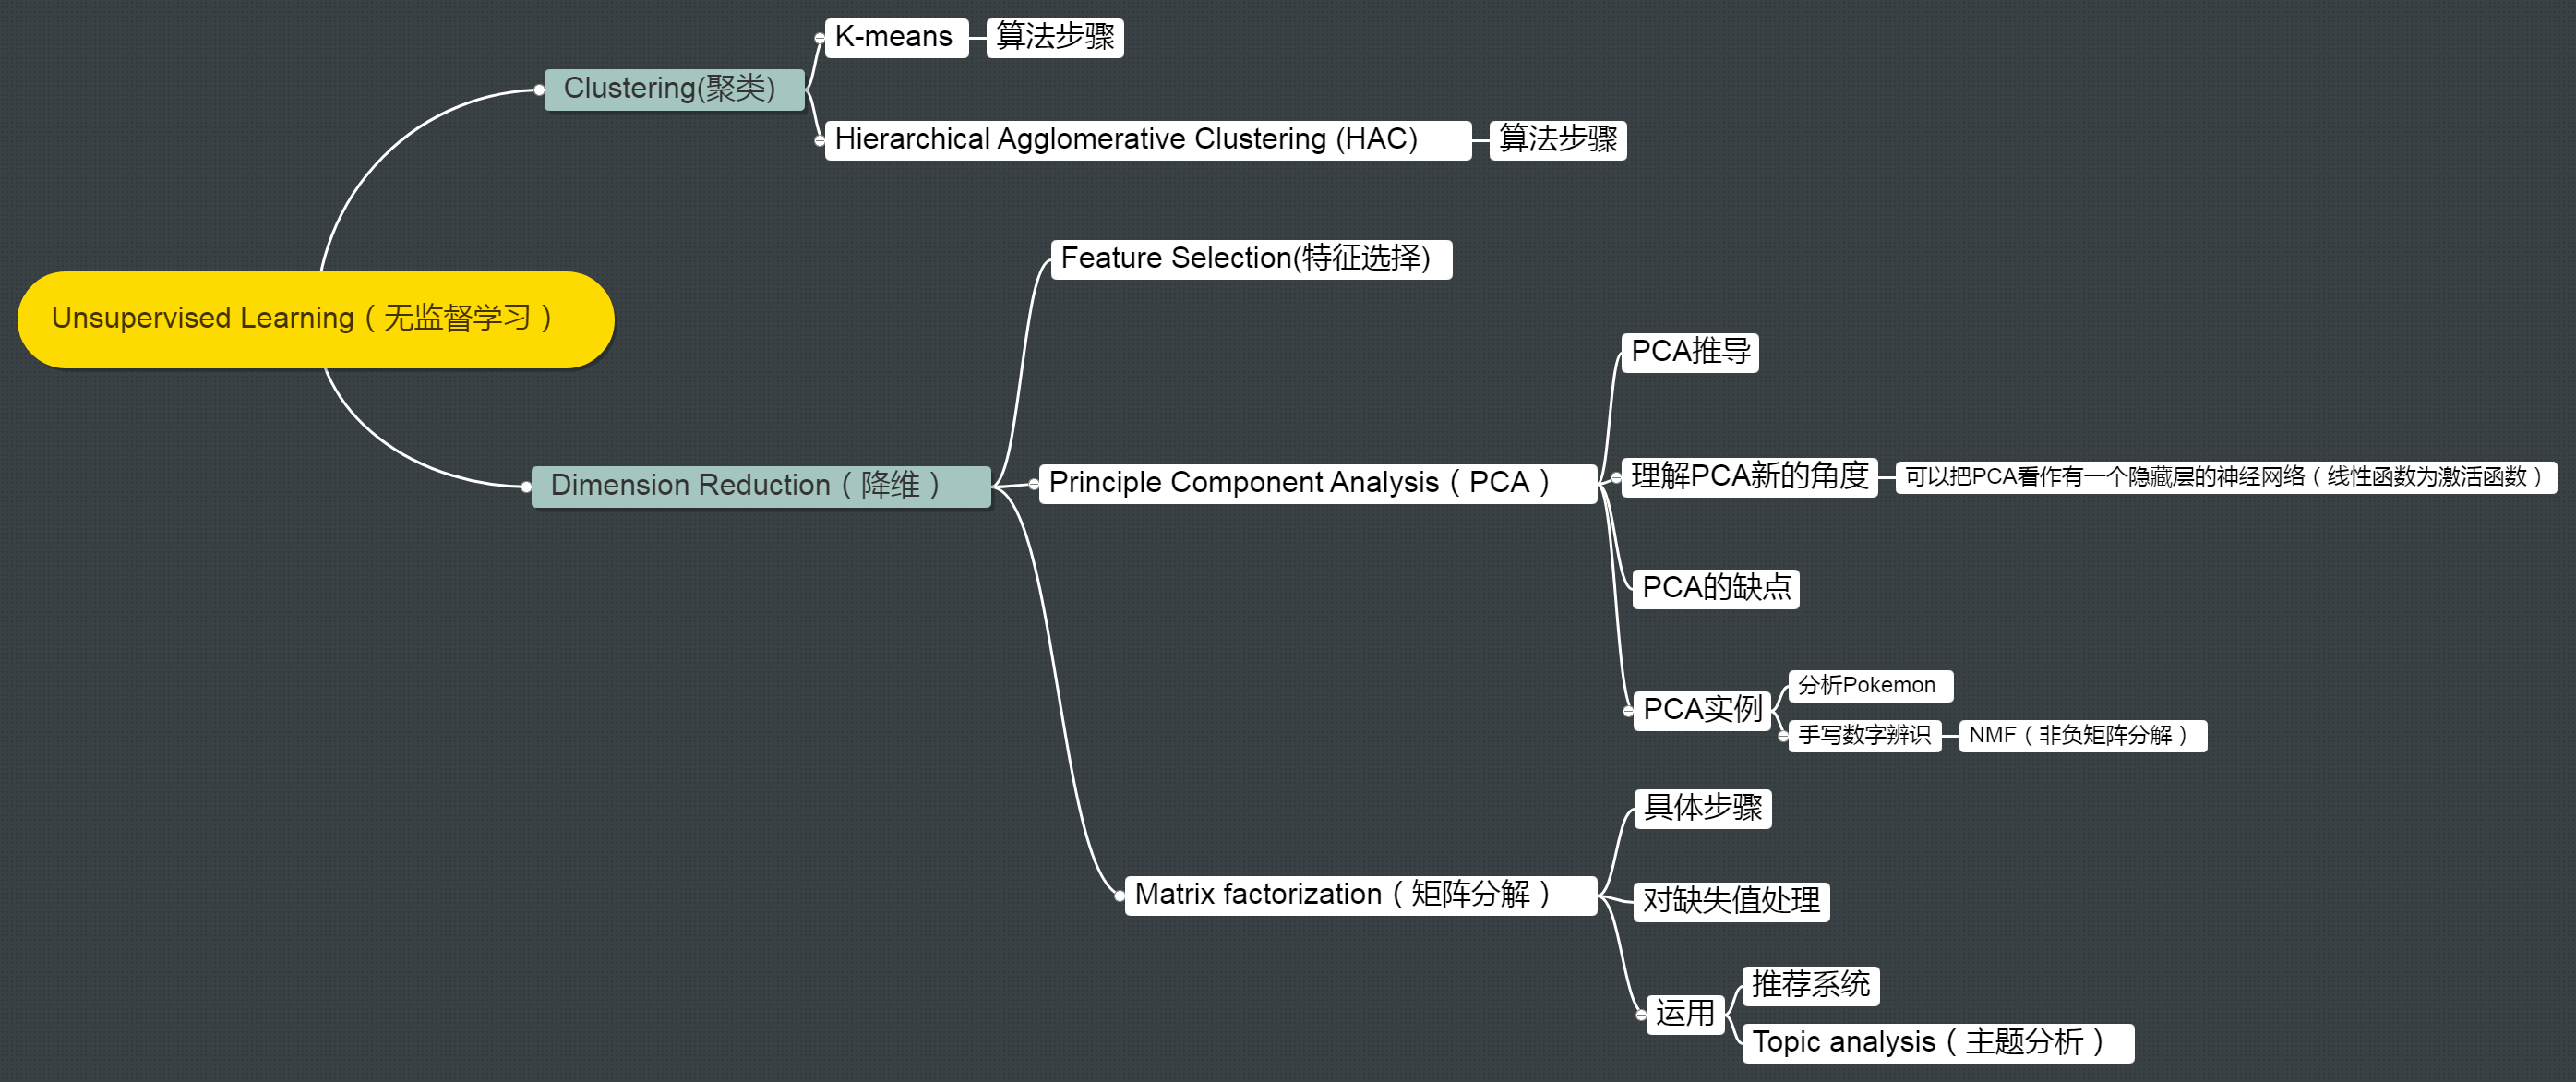 K-means
算法步骤
Clustering(聚类)
Hierarchical Agglomerative Clustering (HAC)
算法步骤
Unsupervised Learning（无监督学习）
Feature Selection(特征选择)
PCA推导
Dimension Reduction（降维）
Principle Component Analysis（PCA）
理解PCA新的角度
可以把PCA看作有一个隐藏层的神经网络（线性函数为激活函数）
PCA的缺点
PCA实例
分析Pokemon
手写数字辨识
NMF（非负矩阵分解）
Matrix factorization（矩阵分解）
具体步骤
对缺失值处理
运用
推荐系统
Topic analysis（主题分析）